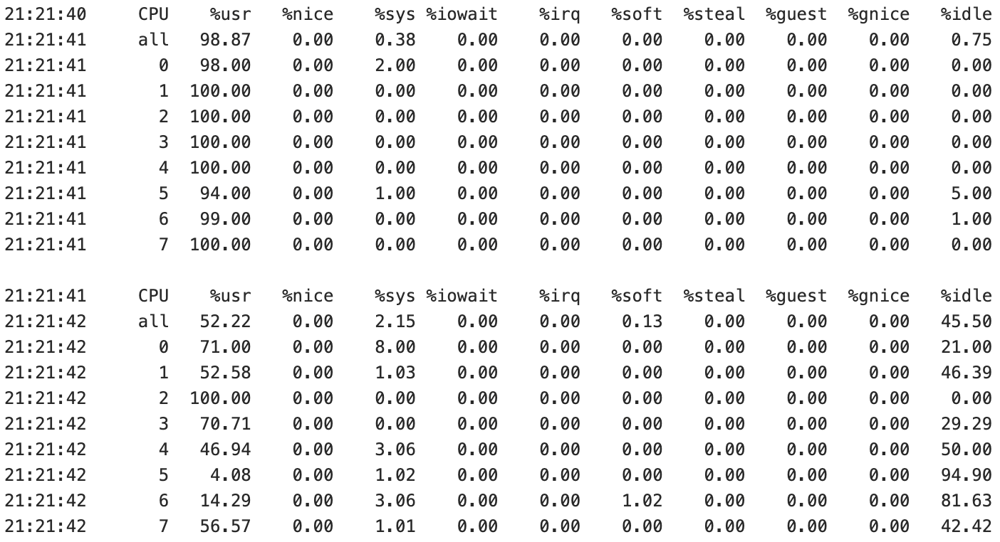 21:21:40     CPU    %usr   %nice    %sys %iowait    %irq   %soft  %steal  %guest  %gnice   %idle
21:21:41     all   98.87    0.00    0.38    0.00    0.00    0.00    0.00    0.00    0.00    0.75
21:21:41       0   98.00    0.00    2.00    0.00    0.00    0.00    0.00    0.00    0.00    0.00
21:21:41       1  100.00    0.00    0.00    0.00    0.00    0.00    0.00    0.00    0.00    0.00
21:21:41       2  100.00    0.00    0.00    0.00    0.00    0.00    0.00    0.00    0.00    0.00
21:21:41       3  100.00    0.00    0.00    0.00    0.00    0.00    0.00    0.00    0.00    0.00
21:21:41       4  100.00    0.00    0.00    0.00    0.00    0.00    0.00    0.00    0.00    0.00
21:21:41       5   94.00    0.00    1.00    0.00    0.00    0.00    0.00    0.00    0.00    5.00
21:21:41       6   99.00    0.00    0.00    0.00    0.00    0.00    0.00    0.00    0.00    1.00
21:21:41       7  100.00    0.00    0.00    0.00    0.00    0.00    0.00    0.00    0.00    0.00

21:21:41     CPU    %usr   %nice    %sys %iowait    %irq   %soft  %steal  %guest  %gnice   %idle
21:21:42     all   52.22    0.00    2.15    0.00    0.00    0.13    0.00    0.00    0.00   45.50
21:21:42       0   71.00    0.00    8.00    0.00    0.00    0.00    0.00    0.00    0.00   21.00
21:21:42       1   52.58    0.00    1.03    0.00    0.00    0.00    0.00    0.00    0.00   46.39
21:21:42       2  100.00    0.00    0.00    0.00    0.00    0.00    0.00    0.00    0.00    0.00
21:21:42       3   70.71    0.00    0.00    0.00    0.00    0.00    0.00    0.00    0.00   29.29
21:21:42       4   46.94    0.00    3.06    0.00    0.00    0.00    0.00    0.00    0.00   50.00
21:21:42       5    4.08    0.00    1.02    0.00    0.00    0.00    0.00    0.00    0.00   94.90
21:21:42       6   14.29    0.00    3.06    0.00    0.00    1.02    0.00    0.00    0.00   81.63
21:21:42       7   56.57    0.00    1.01    0.00    0.00    0.00    0.00    0.00    0.00   42.42